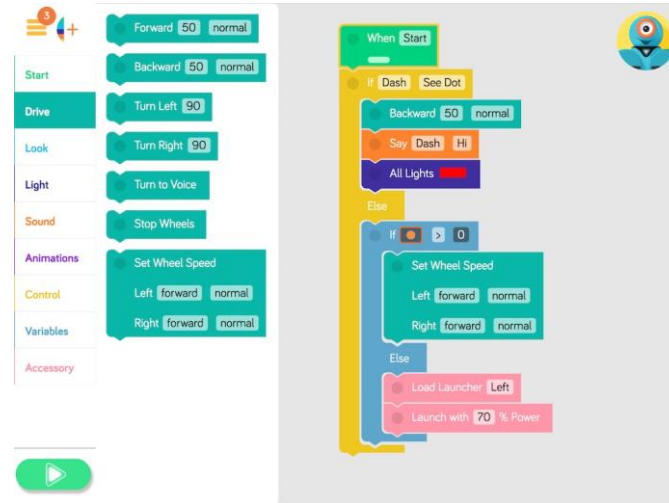 3
Start
Drive
Look
Light
Sound
Animations
Control
Variables
Accessory
Forward 50 normal
Backward 50 normal
Turn Left 90
Turn Right 90
Turn to Voice
Stop Wheels
Set Wheel Speed
Left forward normal
Right forward normal
When Start
If Dash See Dot
Backward 50 normal
Say Dash Hi
All Lights
Else
If > 0
Set Wheel Speed
Left forward normal
Right forward normal
Else
Load Launcher Left
Launch with 70 % Power